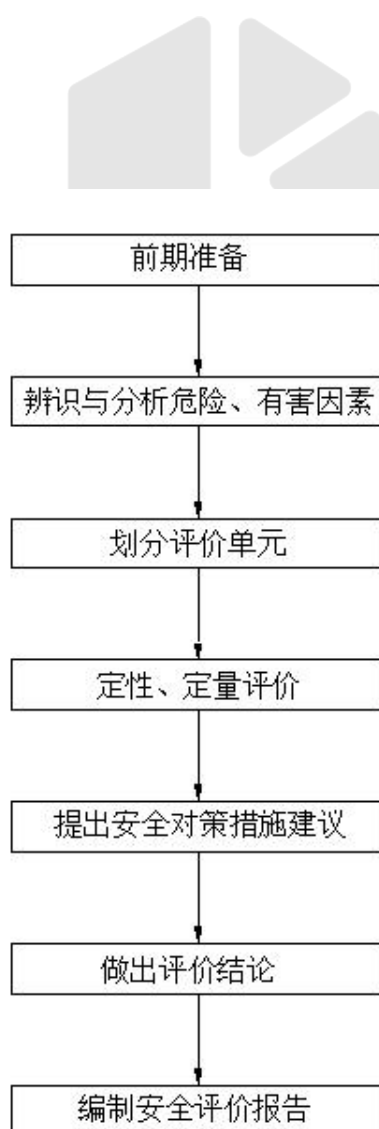 前期准备
辨识与分析危险、有害因素
划分评价单元
定性、定量评价
提出安全对策措施建议
做出评价结论
编制安全评价报告